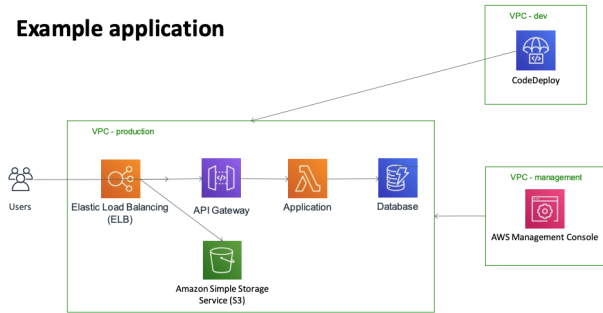 Example application
VPC - dev
CodeDeploy
VPC - production
Users
Elastic Load Balancing
(ELB)
API Gateway
Application
Database
Amazon Simple Storage
Service (S3)
VPC - management
AWS Management Console